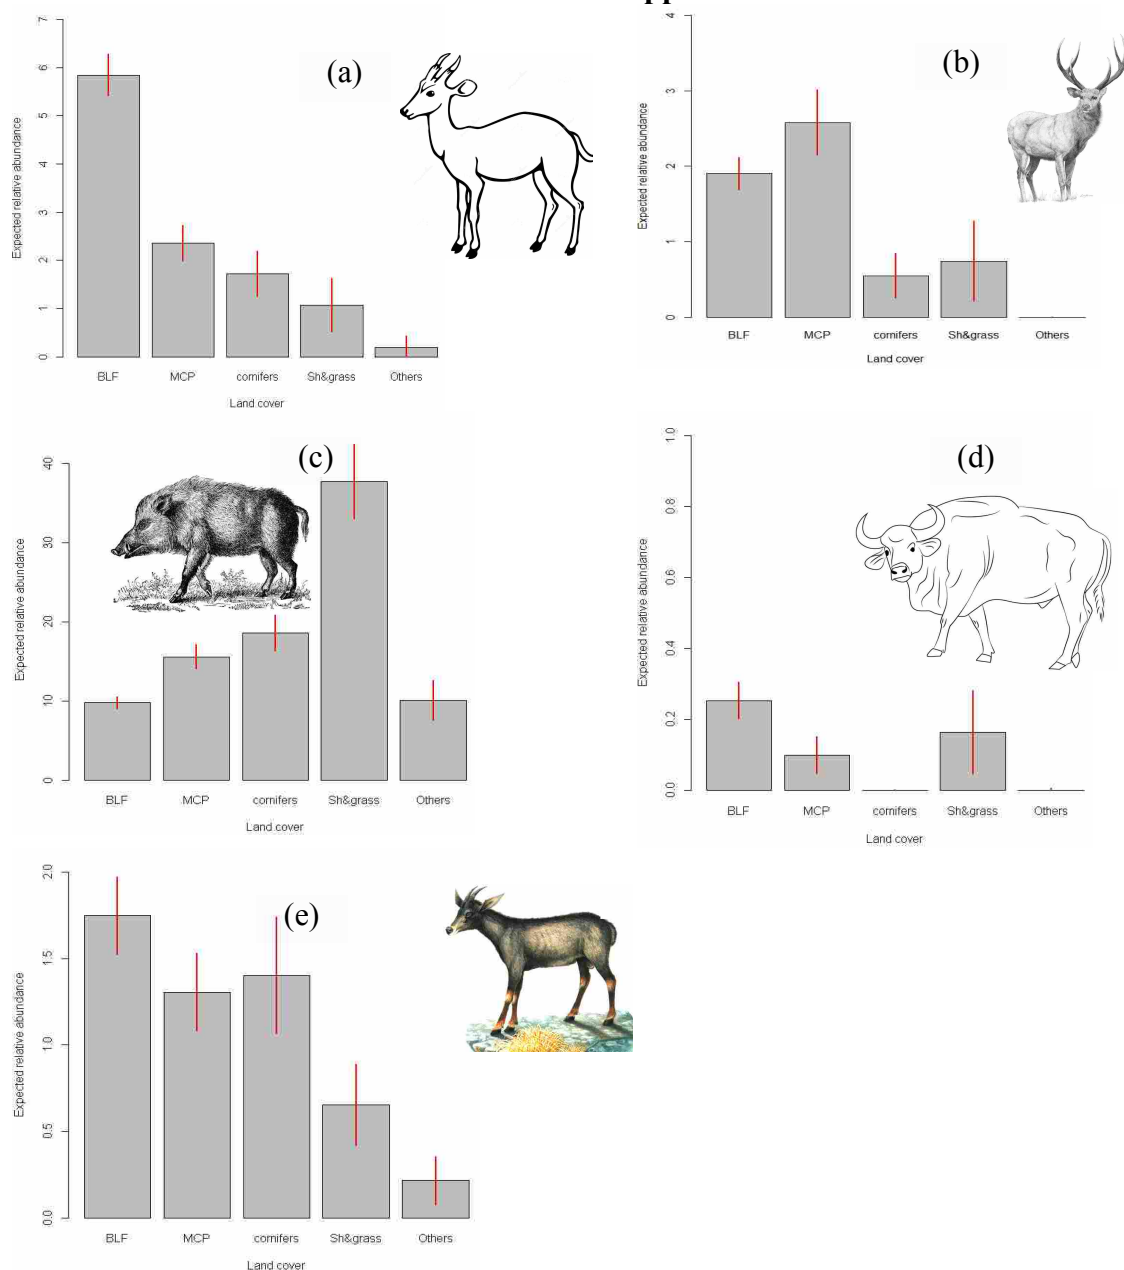 pp
(a)
Expected relative abundance
7
6
5
4
3
2
1
0
BLF MCP cornifers Sh&grass Others
Land cover
(b)
Expected relative abundance
4
3
2
1
0
BLF MCP cornifers Sh&grass Others
Land cover
(c)
Expected relative abundance
40
30
20
10
0
BLF MCP cornifers Sh&grass Others
Land cover
(d)
Expected relative abundance
1.0
0.8
0.6
0.4
0.2
0.0
BLF MCP cornifers Sh&grass Others
Land cover
(e)
Expected relative abundance
2.0
1.5
1.0
0.5
0.0
BLF MCP cornifers Sh&grass Others
Land cover